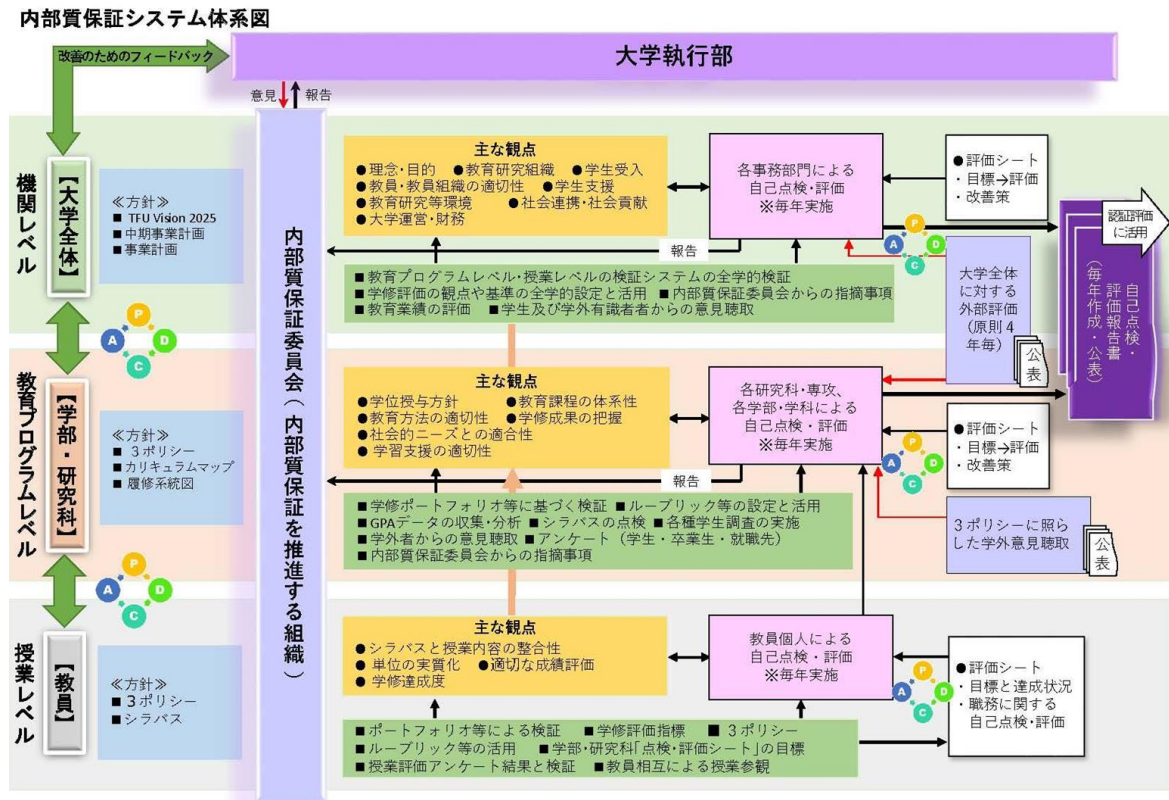 内部質保証システム体系図
改善のためのフィードバック
大学執行部
意見
報告
機関レベル
【大学全体】
≪方針≫
■ TFU Vision 2025
■ 中期事業計画
■ 事業計画
内部質保証委員会(内部質保証を推進する組織)
主な観点
● 理念・目的 ● 教育研究組織 ● 学生受入
● 教員・教員組織の適切性 ● 学生支援
● 教育研究等環境 ● 社会連携・社会貢献
● 大学運営・財務
各事務部門による
自己点検・評価
※毎年実施
● 評価シート
・目標→評価
・改善策
認証評価
に活用
P
D
C
A
報告
■ 教育プログラムレベル・授業レベルの検証システムの全学的検証
■ 学修評価の観点や基準の全学的設定と活用 ■ 内部質保証委員会からの指摘事項
■ 教育業績の評価 ■ 学生及び学外有識者者からの意見聴取
大学全体
に対する
外部評価
(原則4
年毎)
公表
自己点検・
評価報告書
(毎年作成・公表)
P
D
C
A
教育プログラムレベル
【学部・研究科】
≪方針≫
■ 3ポリシー
■ カリキュラムマップ
■ 履修系統図
主な観点
● 学位授与方針 ● 教育課程の体系性
● 教育方法の適切性 ● 学修成果の把握
● 社会的ニーズとの適合性
● 学習支援の適切性
各研究科・専攻、
各学部・学科による
自己点検・評価
※毎年実施
● 評価シート
・目標→評価
・改善策
P
D
C
A
報告
■ 学修ポートフォリオ等に基づく検証 ■ ルーブリック等の設定と活用
■ GPAデータの収集・分析 ■ シラバスの点検 ■ 各種学生調査の実施
■ 学外者からの意見聴取 ■ アンケート(学生・卒業生・就職先)
■ 内部質保証委員会からの指摘事項
3ポリシーに照ら
した学外意見聴取
公表
P
D
C
A
授業レベル
【教員】
≪方針≫
■ 3ポリシー
■ シラバス
主な観点
● シラバスと授業内容の整合性
● 単位の実質化 ● 適切な成績評価
● 学修達成度
教員個人による
自己点検・評価
※毎年実施
● 評価シート
・目標と達成状況
・職務に関する
自己点検・評価
P
D
C
A
■ ポートフォリオ等による検証 ■ 学修評価指標 ■ 3ポリシー
■ ルーブリック等の活用 ■ 学部・研究科「点検・評価シート」の目標
■ 授業評価アンケート結果と検証 ■ 教員相互による授業参観